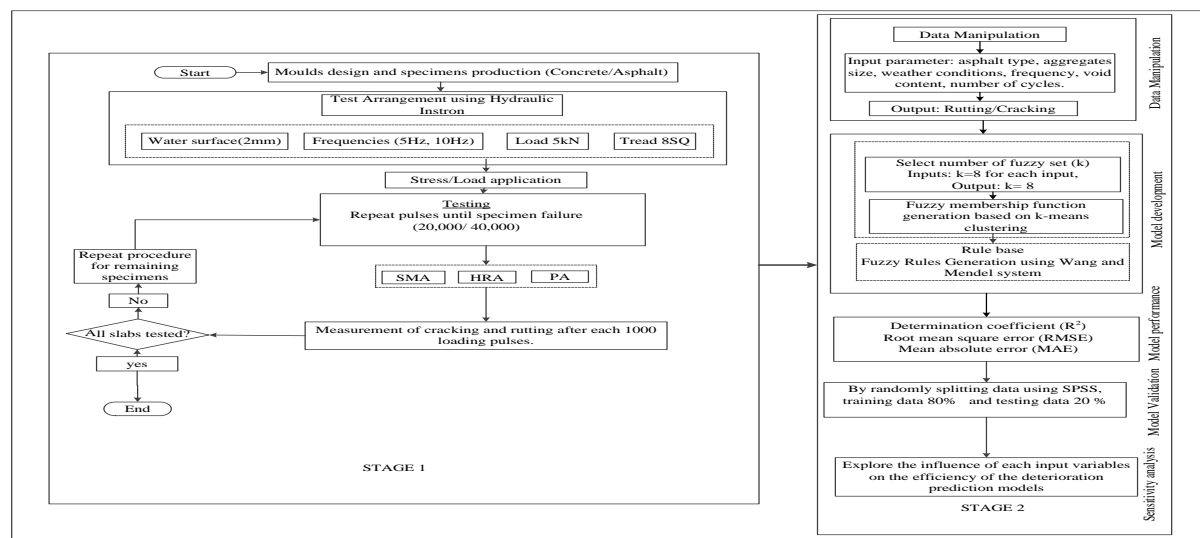 Start
Moulds design and specimens production (Concrete/Asphalt)
Test Arrangement using Hydraulic
Instron
Water surface(2mm)
Frequencies (5Hz, 10Hz)
Load 5kN
Tread 8SQ
Stress/Load application
Testing
Repeat pulses until specimen failure
(20,000/ 40,000)
SMA
HRA
PA
Measurement of cracking and rutting after each 1000
loading pulses.
Repeat procedure
for remaining
specimens
No
All slabs tested?
yes
End
STAGE 1
Data Manipulation
Input parameter: asphalt type, aggregates
size, weather conditions, frequency, void
content, number of cycles.
Output: Rutting/Cracking
Data Manipulation
Select number of fuzzy set (k)
Inputs: k=8 for each input,
Output: k= 8
Fuzzy membership function
generation based on k-means
clustering
Rule base
Fuzzy Rules Generation using Wang and
Mendel system
Model development
Determination coefficient (R²)
Root mean square error (RMSE)
Mean absolute error (MAE)
Model performance
By randomly splitting data using SPSS,
training data 80% and testing data 20 %
Model Validation
Explore the influence of each input variables
on the efficiency of the deterioration
prediction models
Sensitivity analysis
STAGE 2